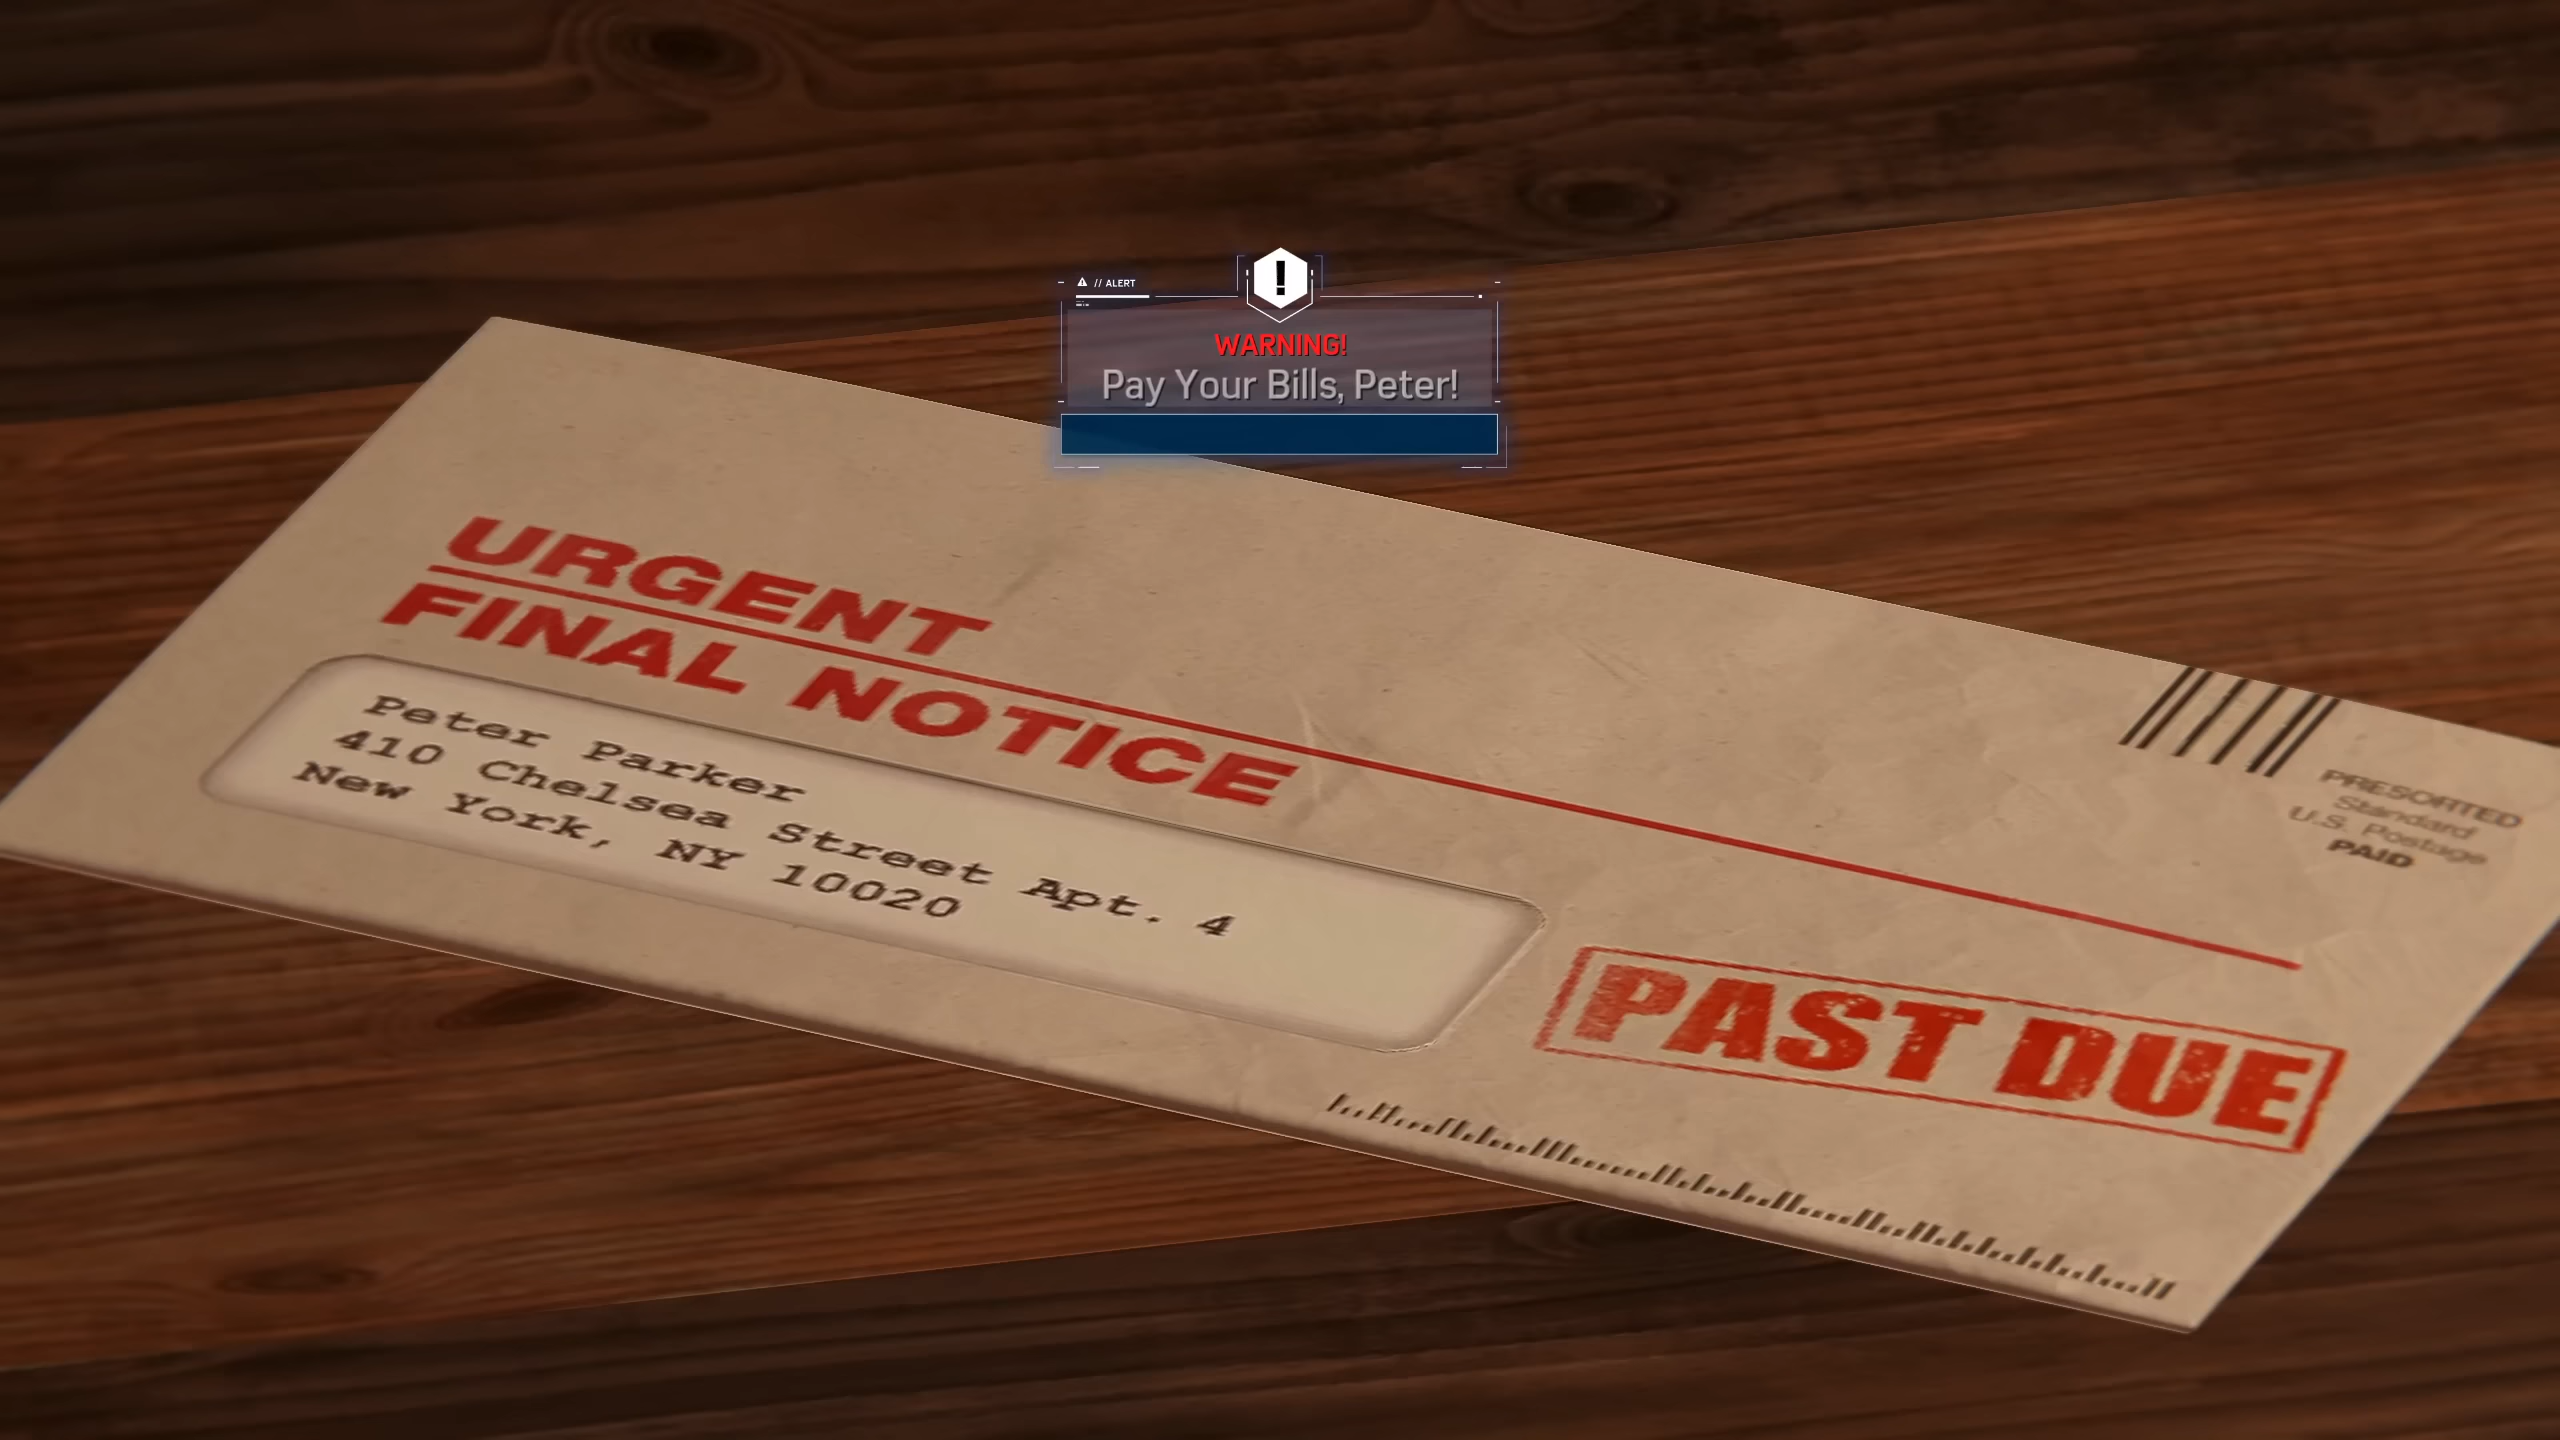 // ALERT
!
WARNING!
Pay Your Bills, Peter!
URGENT
FINAL NOTICE
Peter Parker
410 Chelsea Street Apt. 4
New York, NY 10020
PRESORTED
Standard
U.S. Postage
PAID
PAST DUE